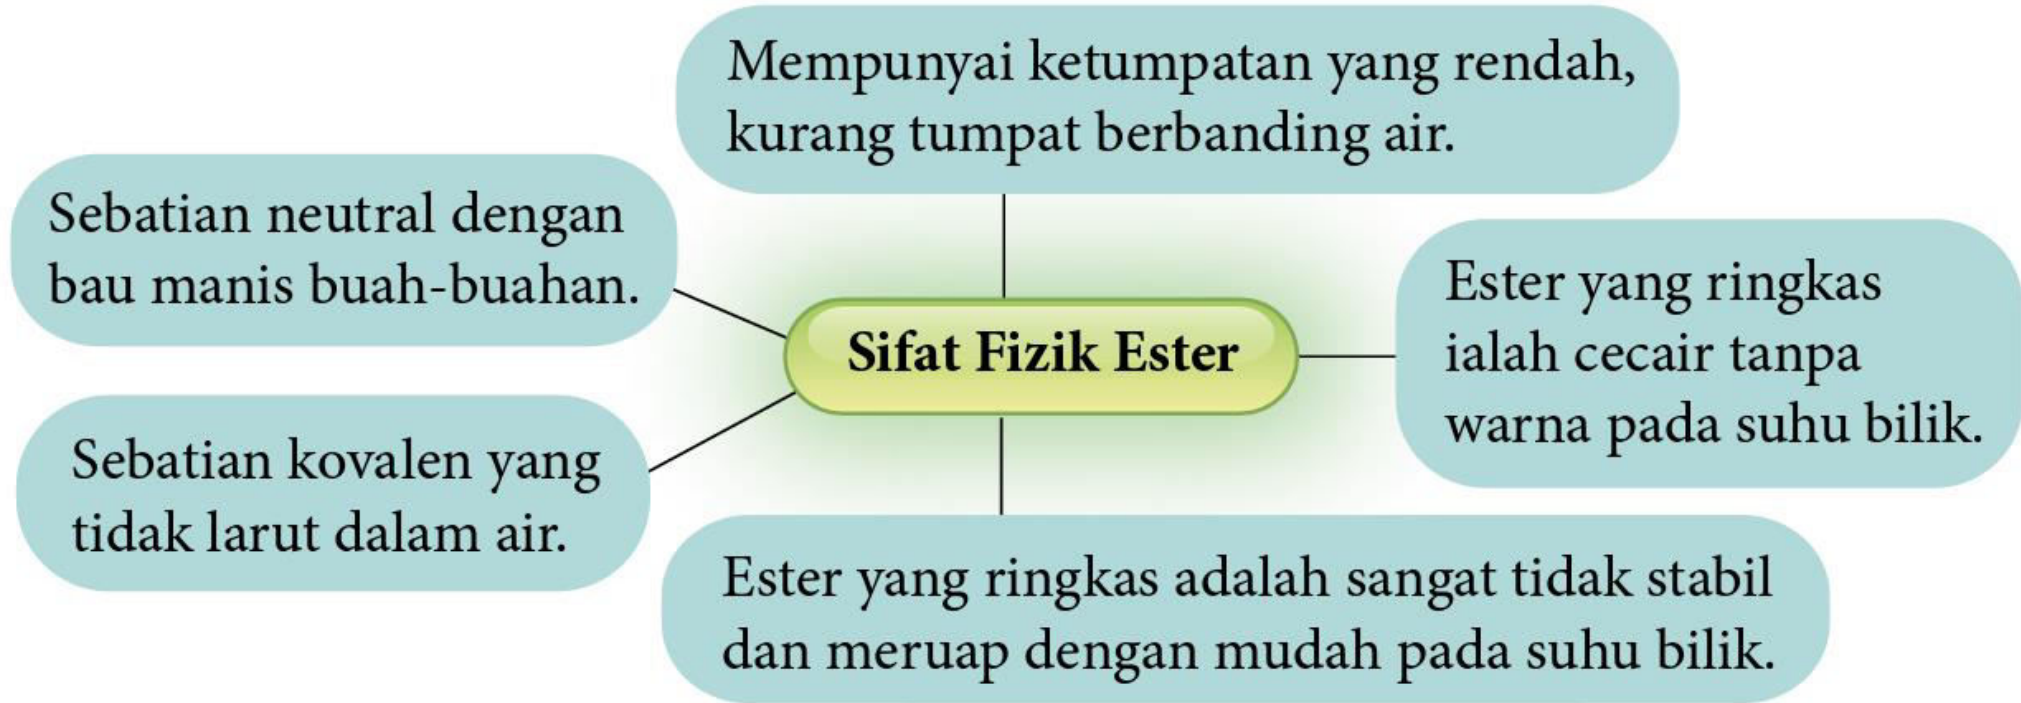 Mempunyai ketumpatan yang rendah,
kurang tumpat berbanding air.
Sebatian neutral dengan
bau manis buah-buahan.
Ester yang ringkas
ialah cecair tanpa
warna pada suhu bilik.
Sifat Fizik Ester
Sebatian kovalen yang
tidak larut dalam air.
Ester yang ringkas adalah sangat tidak stabil
dan meruap dengan mudah pada suhu bilik.